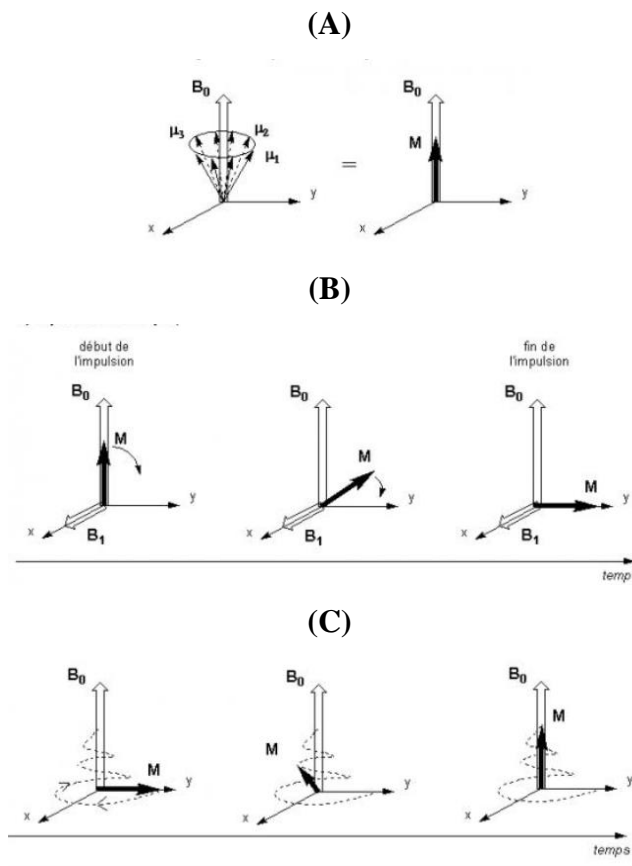 (A)
B0
μ3 μ2
μ1
x
y
=
B0
M
x
y
(B)
début de
l'impulsion
fin de
l'impulsion
B0
M
x
y
B1
B0
M
x
y
B1
B0
M
x
y
B1
temp
(C)
B0
M
x
y
B0
M
x
y
B0
M
x
y
temps